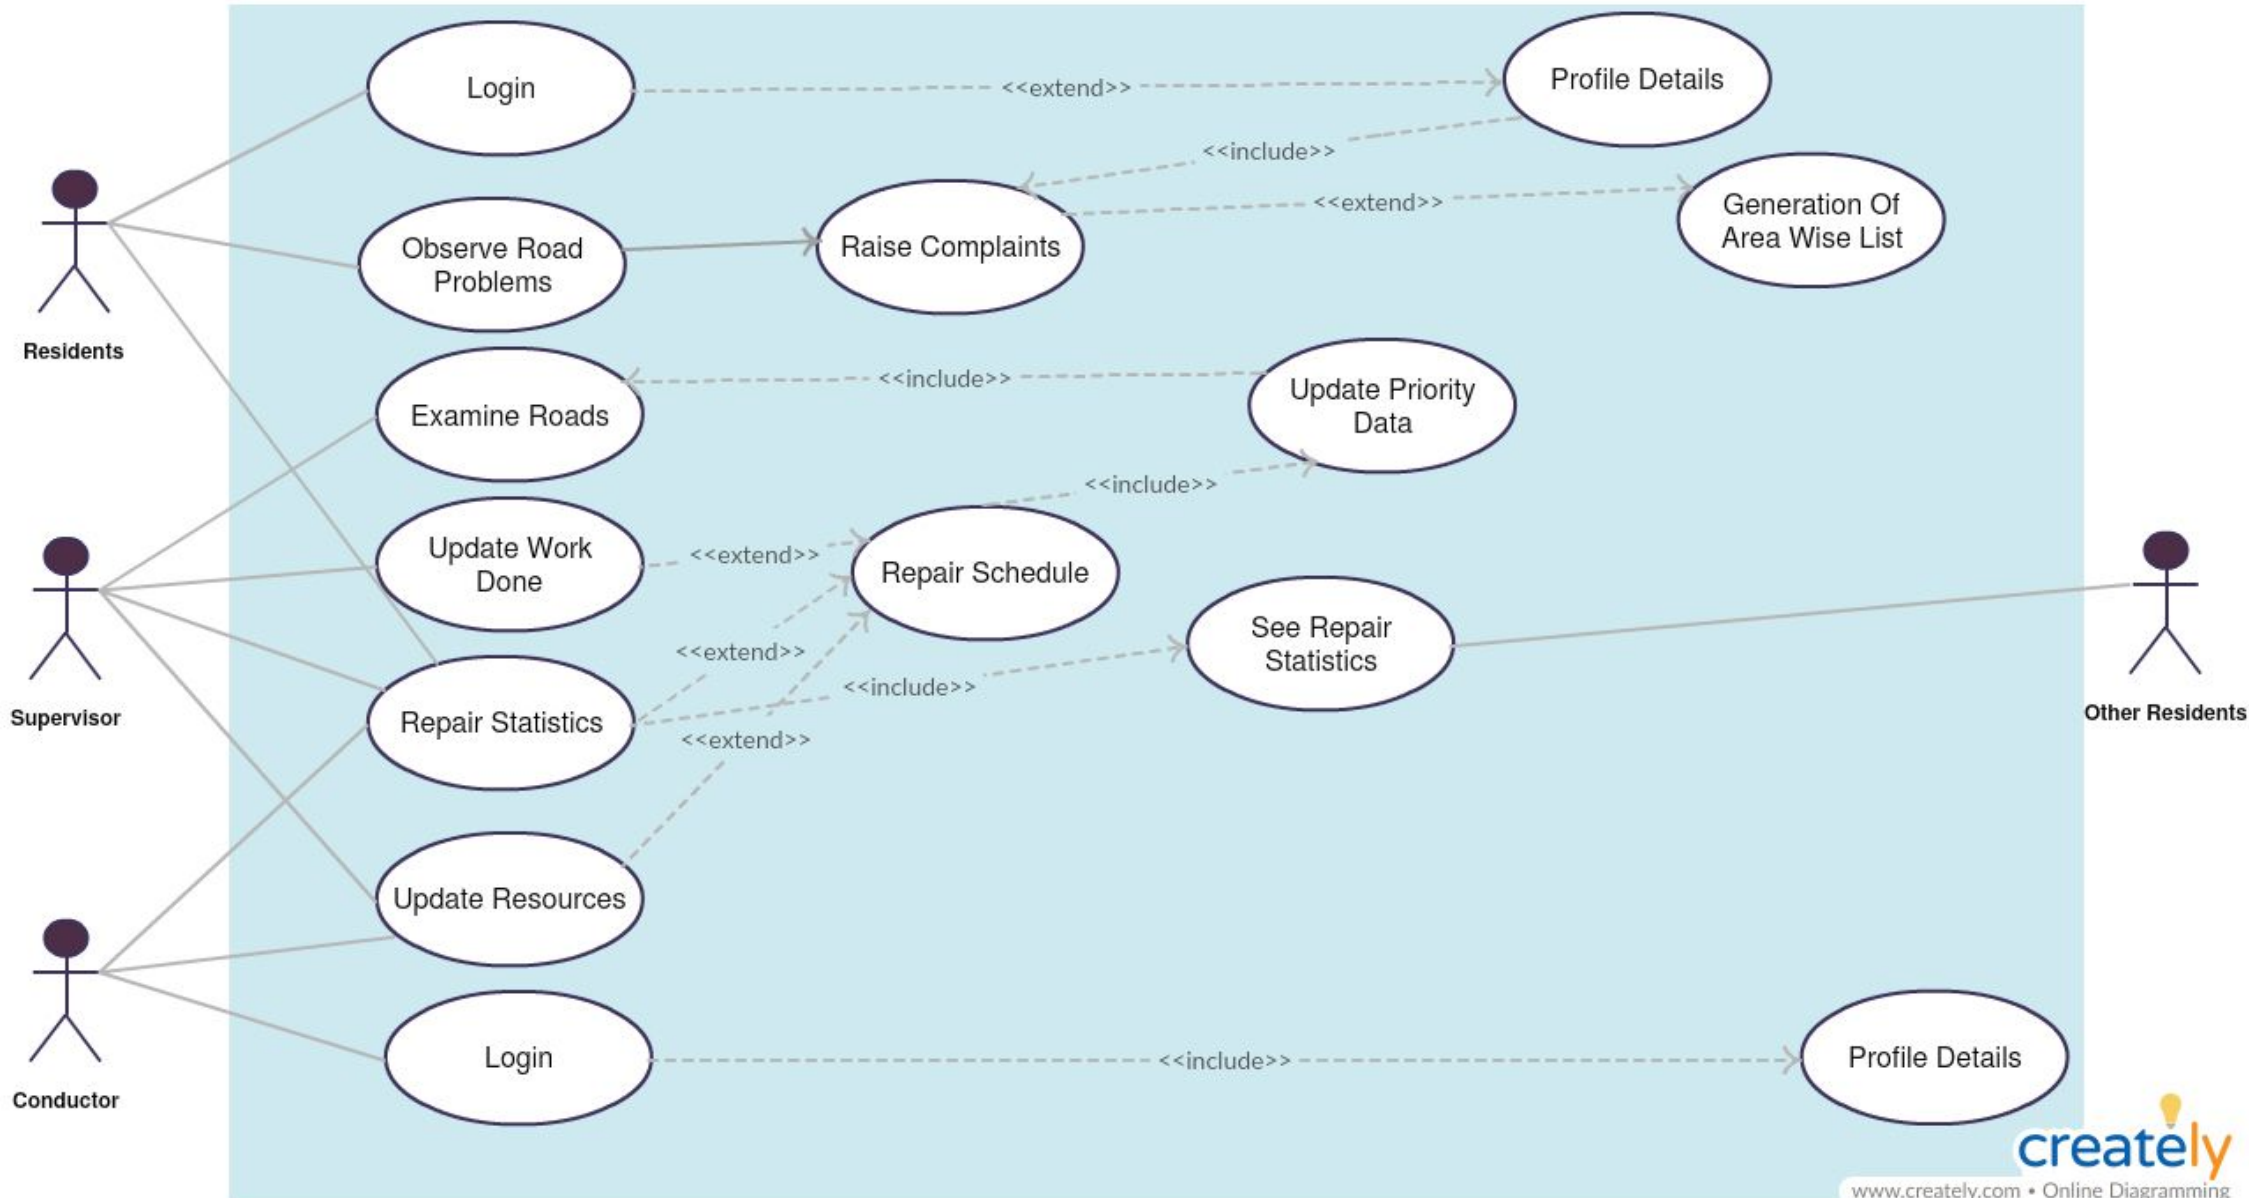 Login
<<extend>>
Profile Details
<<include>>
<<extend>>
Generation Of
Area Wise List
Observe Road
Problems
Raise Complaints
Residents
<<include>>
Update Priority
Data
Examine Roads
<<include>>
Update Work
Done
<<extend>>
Repair Schedule
See Repair
Statistics
<<extend>>
<<include>>
Supervisor
Other Residents
Repair Statistics
<<extend>>
Update Resources
Login
<<include>>
Profile Details
Conductor
creately
www.creately.com • Online Diagramming